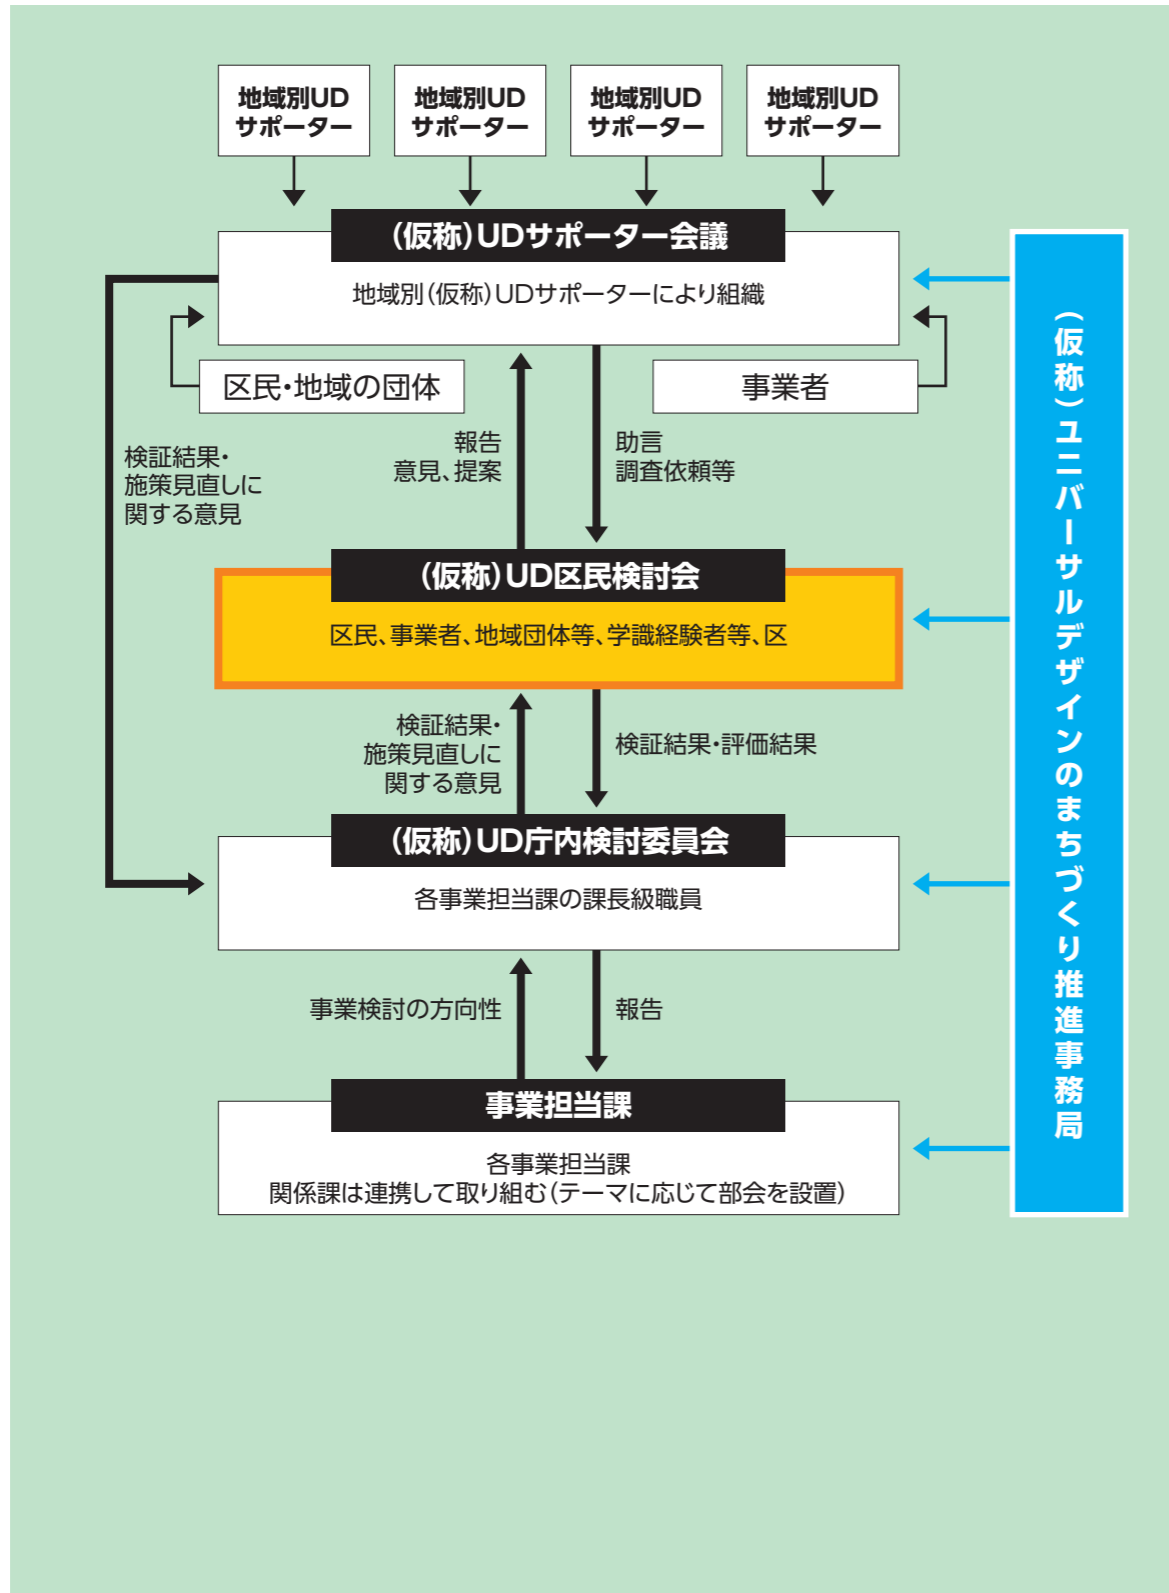 地域別UD
サポーター
地域別UD
サポーター
地域別UD
サポーター
地域別UD
サポーター
(仮称)UDサポーター会議
地域別(仮称)UDサポーターにより組織
区民・地域の団体
事業者
検証結果・
施策見直しに
関する意見
報告
意見、提案
助言
調査依頼等
(仮称)UD区民検討会
区民、事業者、地域団体等、学識経験者等、区
検証結果・
施策見直しに
関する意見
検証結果・評価結果
(仮称)UD庁内検討委員会
各事業担当課の課長級職員
事業検討の方向性
報告
事業担当課
各事業担当課
関係課は連携して取り組む(テーマに応じて部会を設置)
(仮称)ユニバーサルデザインのまちづくり推進事務局